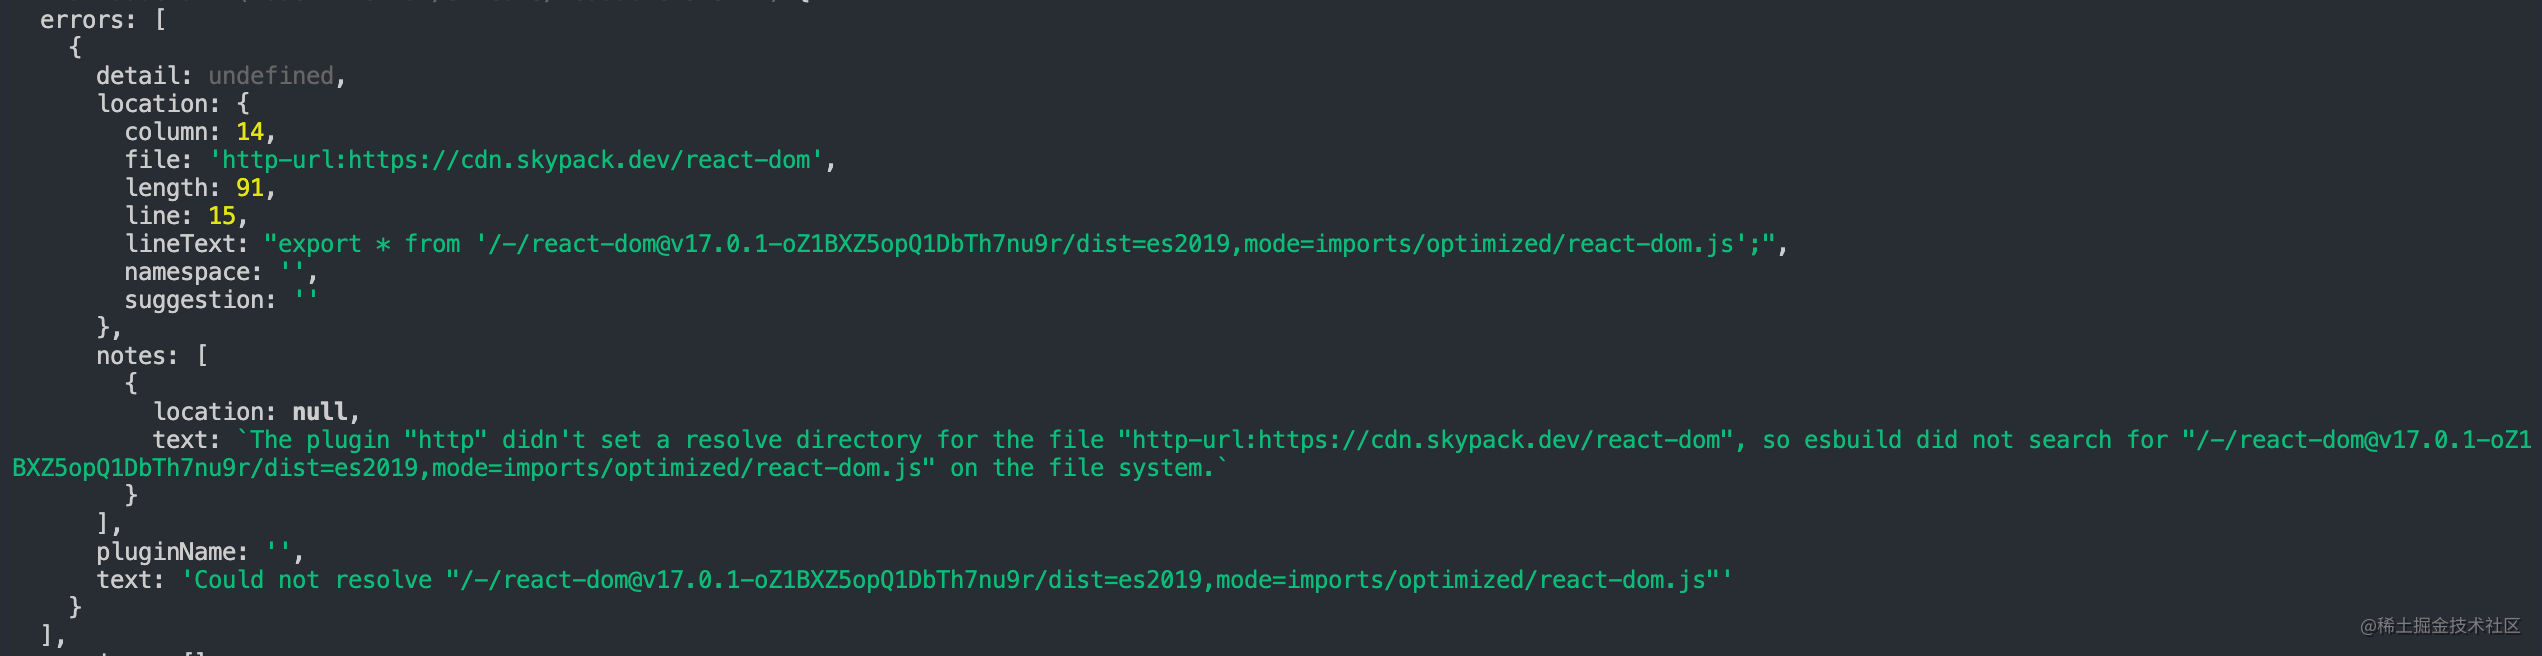 errors: [
{
detail: undefined,
location: {
column: 14,
file: 'http-url:https://cdn.skypack.dev/react-dom',
length: 91,
line: 15,
lineText: "export * from '/-/react-dom@v17.0.1-oZ1BXZ5opQ1DbTh7nu9r/dist=es2019,mode=imports/optimized/react-dom.js';",
namespace: '',
suggestion: ''
},
notes: [
{
location: null,
text: `The plugin "http" didn't set a resolve directory for the file "http-url:https://cdn.skypack.dev/react-dom", so esbuild did not search for "/-/react-dom@v17.0.1-oZ1
BXZ5opQ1DbTh7nu9r/dist=es2019,mode=imports/optimized/react-dom.js" on the file system.`
}
],
pluginName: '',
text: 'Could not resolve "/-/react-dom@v17.0.1-oZ1BXZ5opQ1DbTh7nu9r/dist=es2019,mode=imports/optimized/react-dom.js"'
}
],
@稀土掘金技术社区